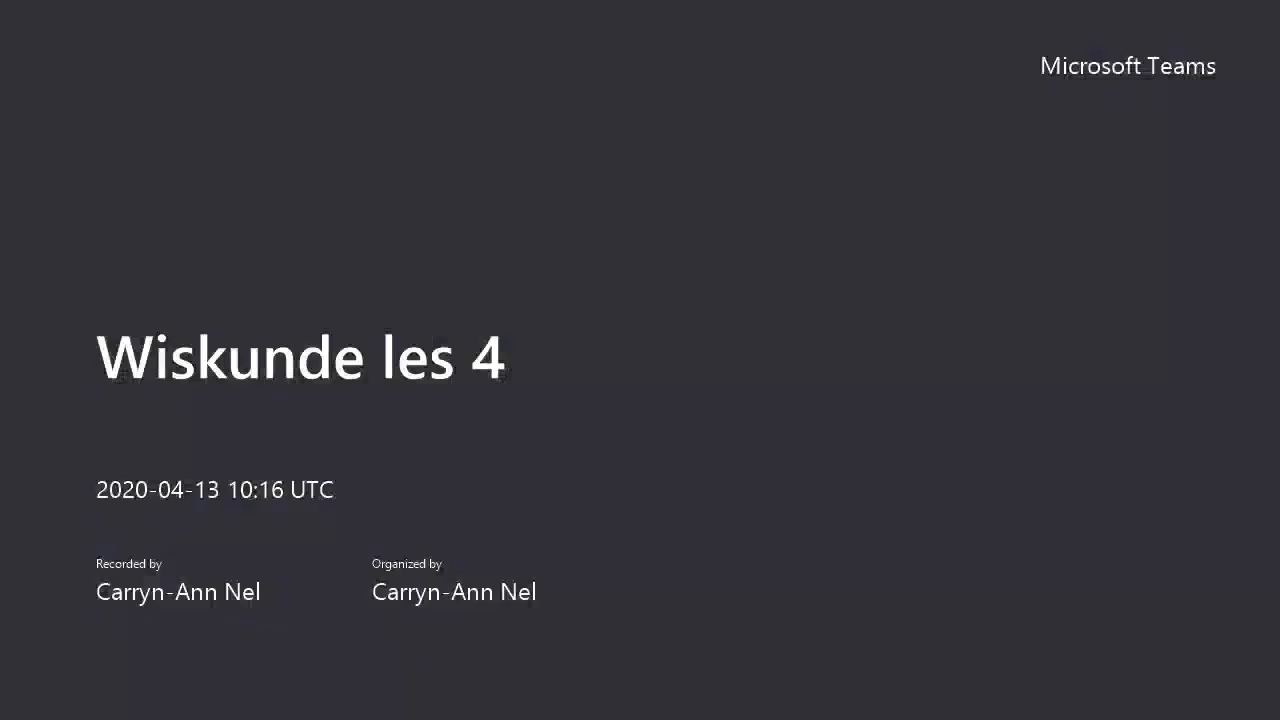 Microsoft Teams
Wiskunde les 4
2020-04-13 10:16 UTC
Recorded by
Carryn-Ann Nel
Organized by
Carryn-Ann Nel